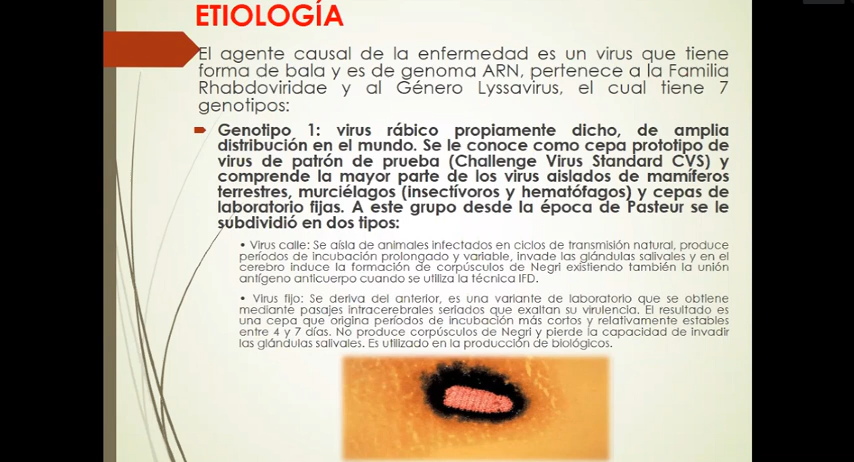 ETIOLOGÍA
El agente causal de la enfermedad es un virus que tiene
forma de bala y es de genoma ARN, pertenece a la Familia
Rhabdoviridae y al Género Lyssavirus, el cual tiene 7
genotipos:
Genotipo 1: virus rábico propiamente dicho, de amplia
distribución en el mundo. Se le conoce como cepa prototipo de
virus de patrón de prueba (Challenge Virus Standard CVS) y
comprende la mayor parte de los virus aislados de mamíferos
terrestres, murciélagos (insectívoros y hematófagos) y cepas de
laboratorio fijas. A este grupo desde la época de Pasteur se le
subdividió en dos tipos:
• Virus calle: Se aísla de animales infectados en ciclos de transmisión natural, produce
períodos de incubación prolongado y variable, invade las glándulas salivales y en el
cerebro induce la formación de corpúsculos de Negri existiendo también la unión
antígeno anticuerpo cuando se utiliza la técnica IFD.
• Virus fijo: Se deriva del anterior, es una variante de laboratorio que se obtiene
mediante pasajes intracerebrales seriados que exaltan su virulencia. El resultado es
una cepa que origina períodos de incubación más cortos y relativamente estables
entre 4 y 7 días. No produce corpúsculos de Negri y pierde la capacidad de invadir
las glándulas salivales. Es utilizado en la producción de biológicos.